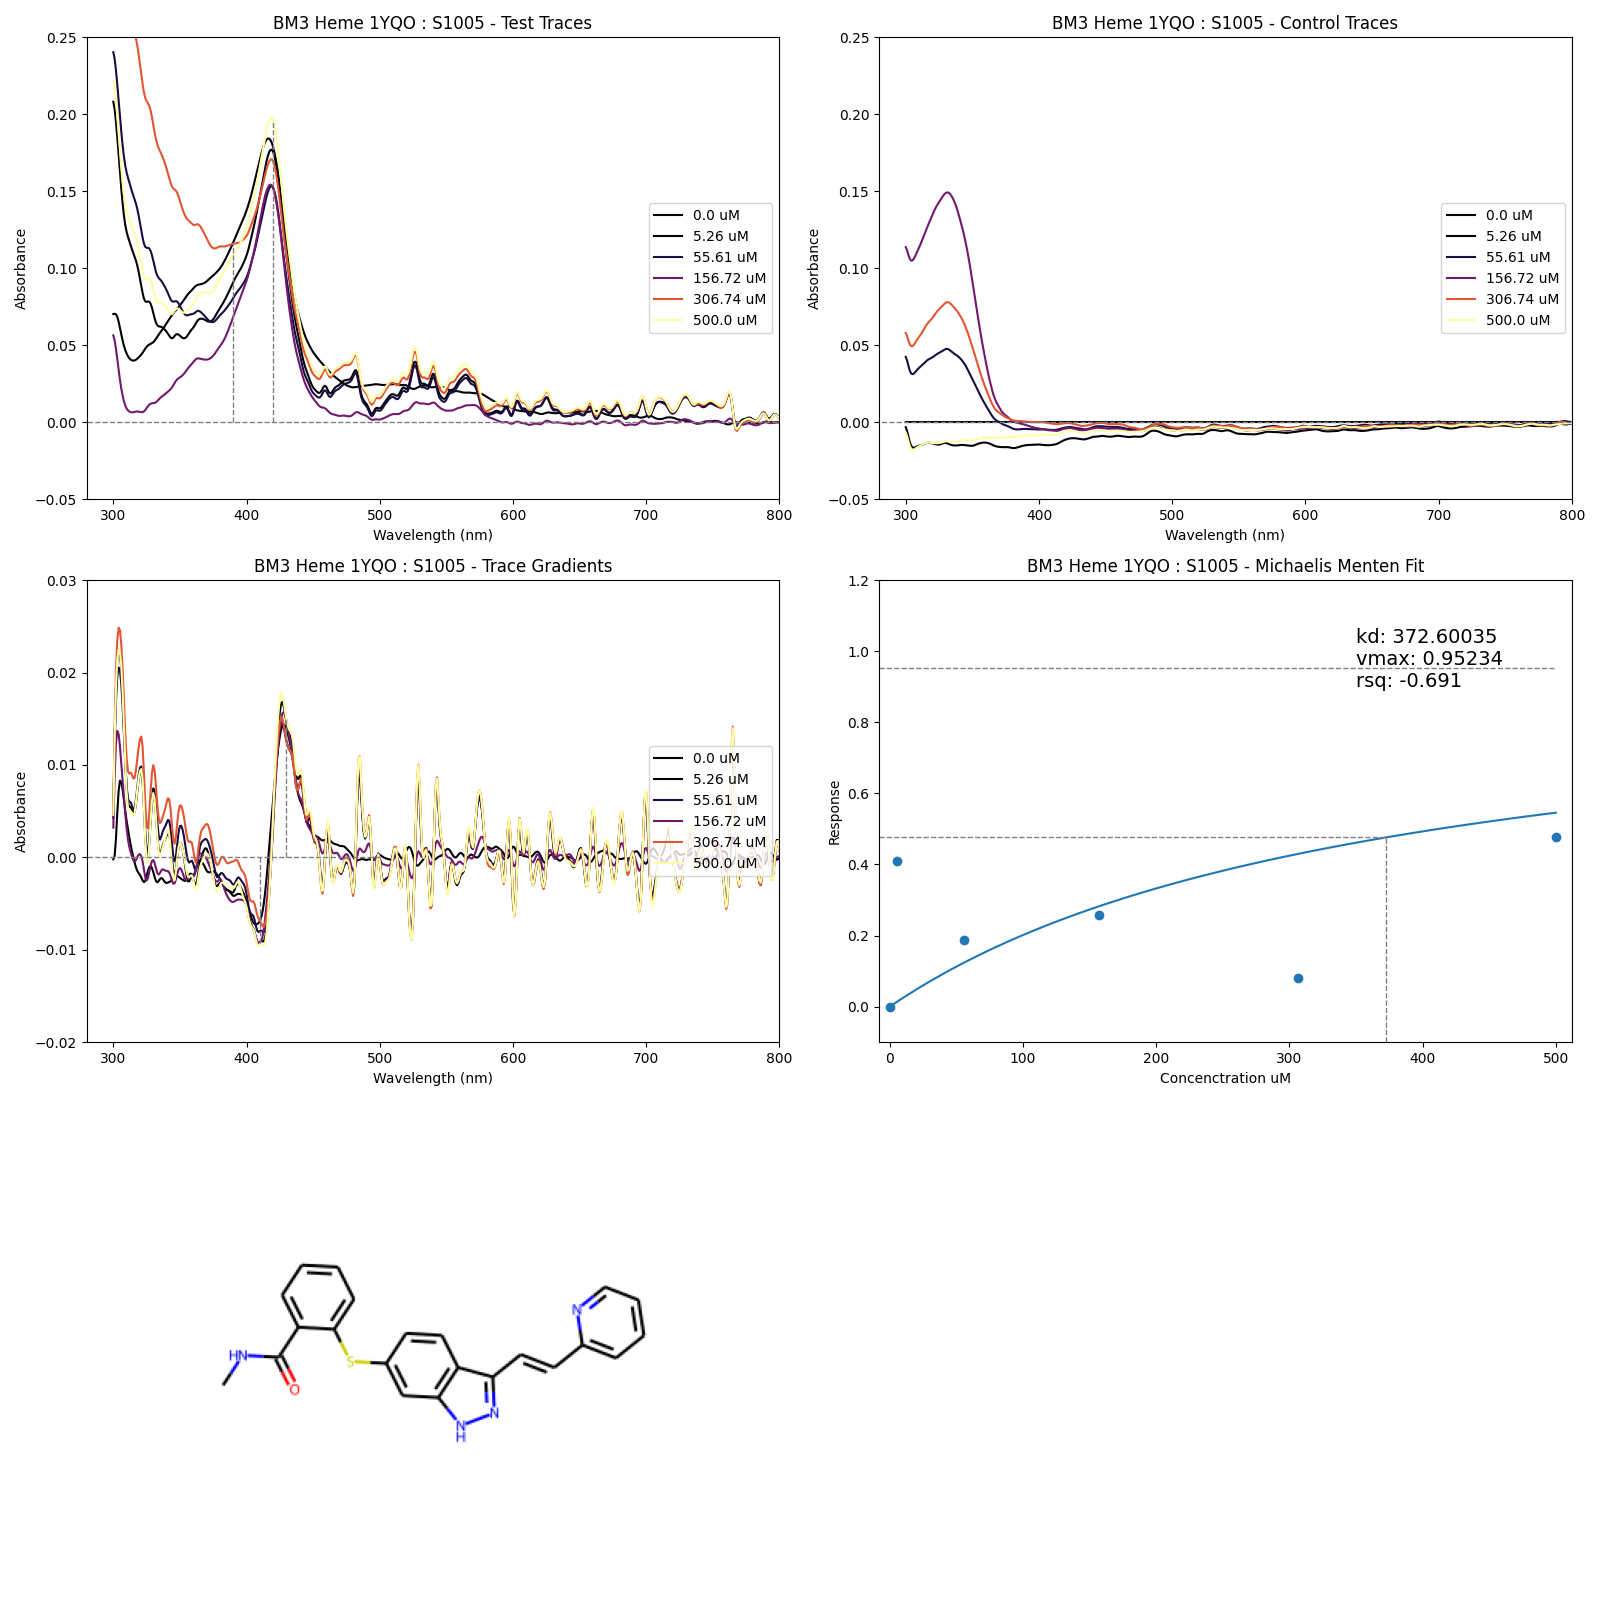 BM3 Heme 1YQO : S1005 - Test Traces
0.25
0.20
0.15
0.10
0.05
0.00
−0.05
Absorbance
300 400 500 600 700 800
Wavelength (nm)
0.0 uM
5.26 uM
55.61 uM
156.72 uM
306.74 uM
500.0 uM
BM3 Heme 1YQO : S1005 - Control Traces
0.25
0.20
0.15
0.10
0.05
0.00
−0.05
Absorbance
300 400 500 600 700 800
Wavelength (nm)
0.0 uM
5.26 uM
55.61 uM
156.72 uM
306.74 uM
500.0 uM
BM3 Heme 1YQO : S1005 - Trace Gradients
0.03
0.02
0.01
0.00
−0.01
−0.02
Absorbance
300 400 500 600 700 800
Wavelength (nm)
0.0 uM
5.26 uM
55.61 uM
156.72 uM
306.74 uM
500.0 uM
BM3 Heme 1YQO : S1005 - Michaelis Menten Fit
1.2
1.0
0.8
0.6
0.4
0.2
0.0
Response
0 100 200 300 400 500
Concenctration uM
kd: 372.60035
vmax: 0.95234
rsq: -0.691
N
HN
S
O
N
N
H